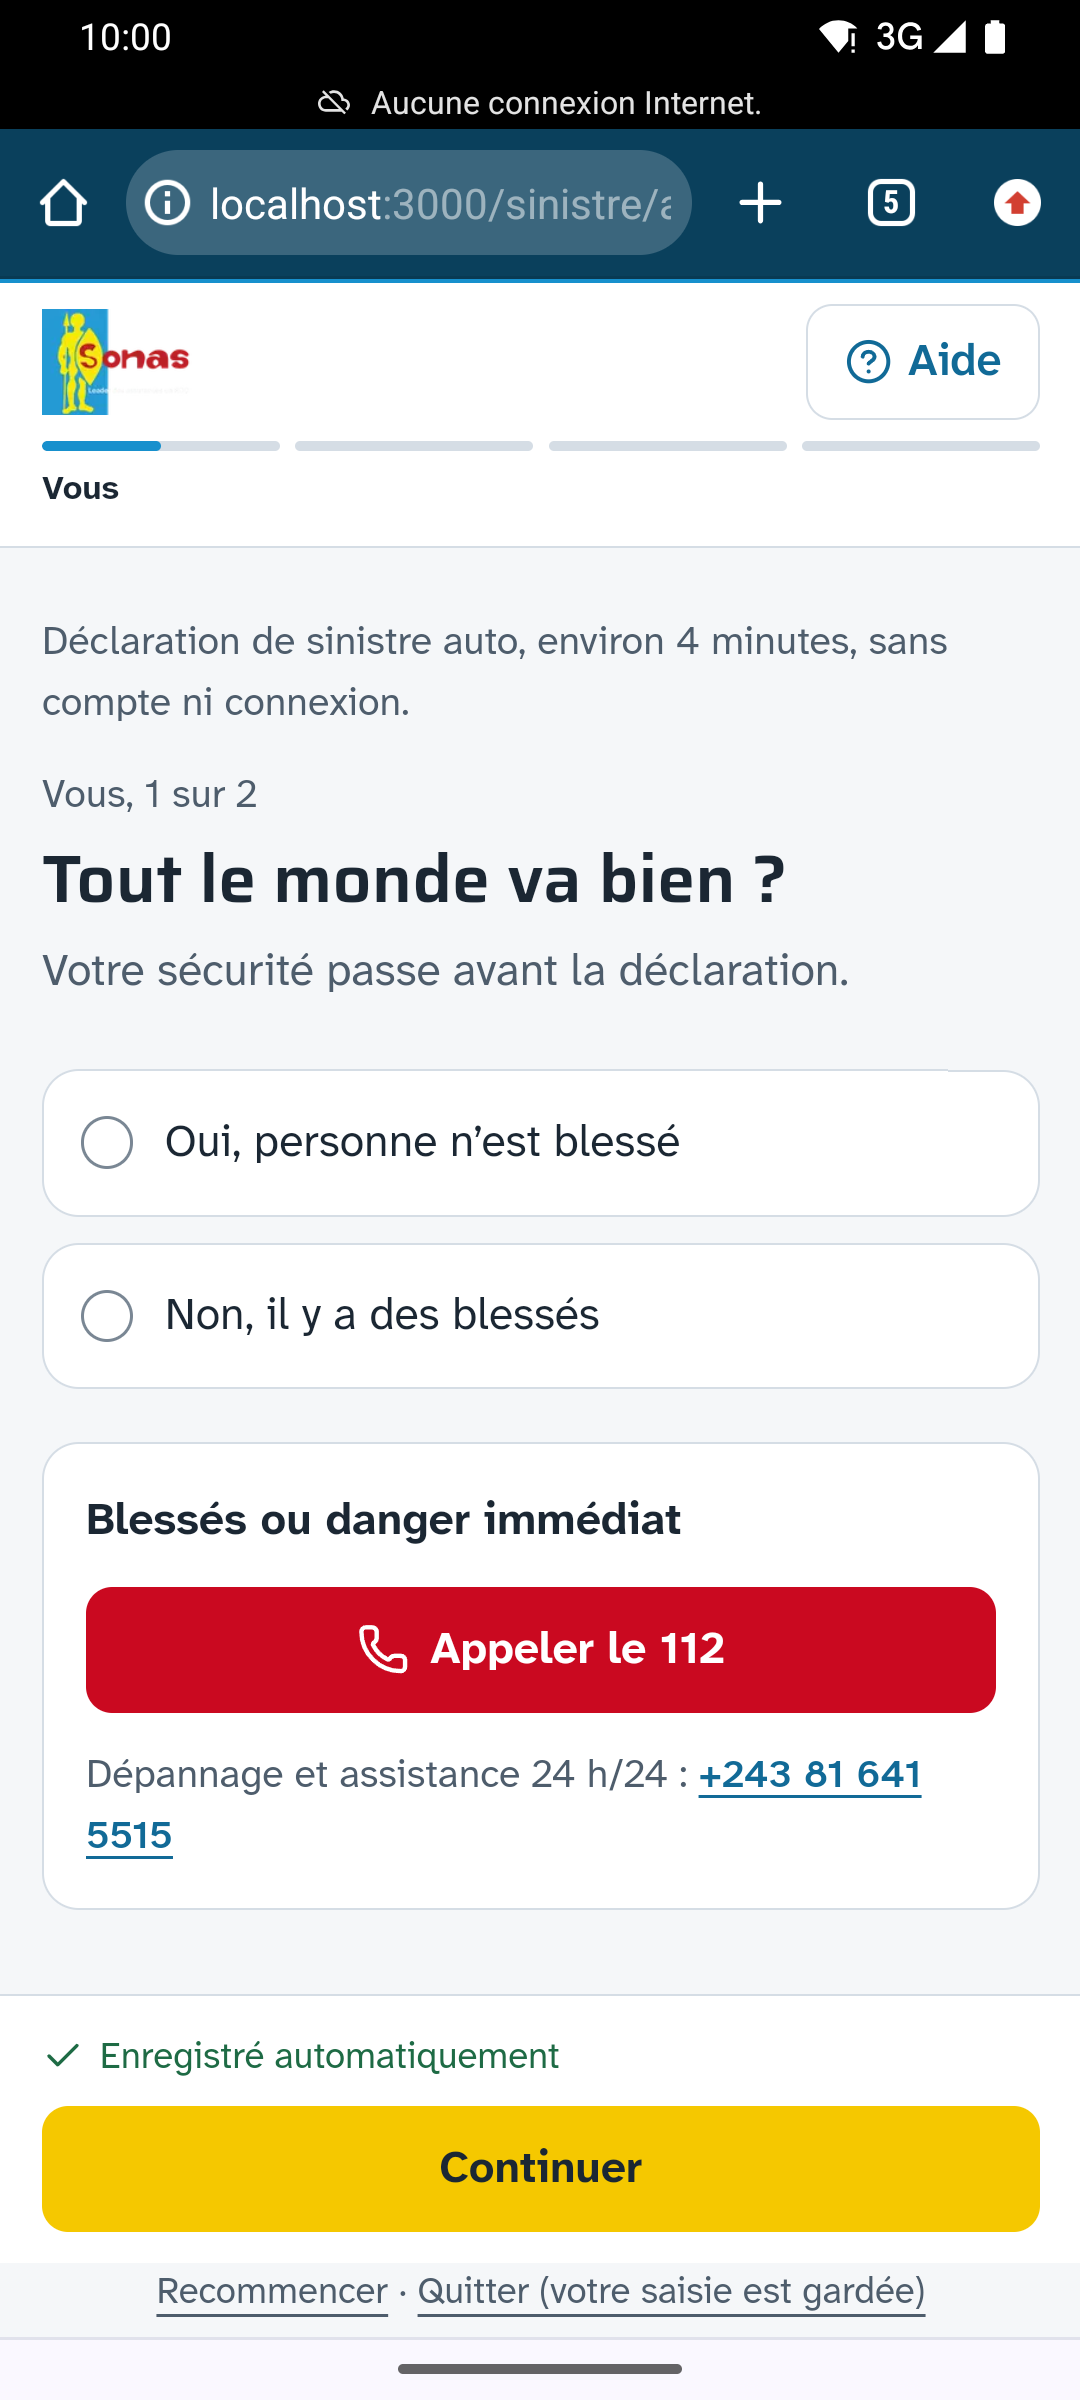 10:00
3G
Aucune connexion Internet.
localhost:3000/sinistre/a
5
Sonas
Aide
Vous
Déclaration de sinistre auto, environ 4 minutes, sans
compte ni connexion.
Vous, 1 sur 2
Tout le monde va bien ?
Votre sécurité passe avant la déclaration.
Oui, personne n’est blessé
Non, il y a des blessés
Blessés ou danger immédiat
Appeler le 112
Dépannage et assistance 24 h/24 : +243 81 641
5515
Enregistré automatiquement
Continuer
Recommencer · Quitter (votre saisie est gardée)